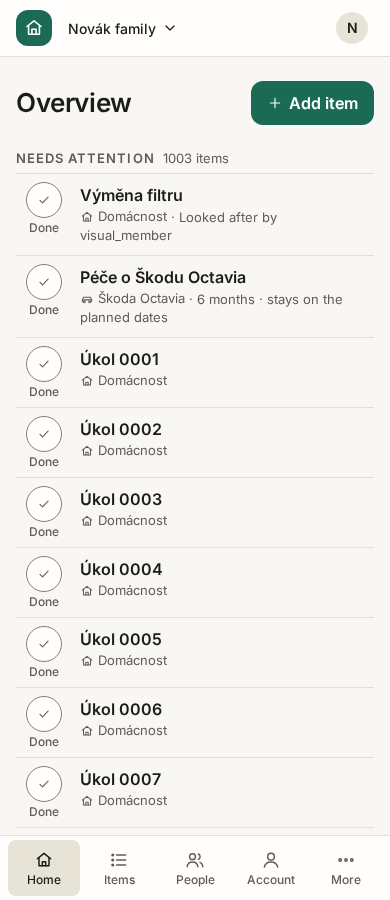 Novák family
N
Overview
+ Add item
NEEDS ATTENTION 1003 items
Výměna filtru
Domácnost · Looked after by
visual_member
Done
Péče o Škodu Octavia
Škoda Octavia · 6 months · stays on the
planned dates
Done
Úkol 0001
Domácnost
Done
Úkol 0002
Domácnost
Done
Úkol 0003
Domácnost
Done
Úkol 0004
Domácnost
Done
Úkol 0005
Domácnost
Done
Úkol 0006
Domácnost
Done
Úkol 0007
Domácnost
Done
Home Items People Account More